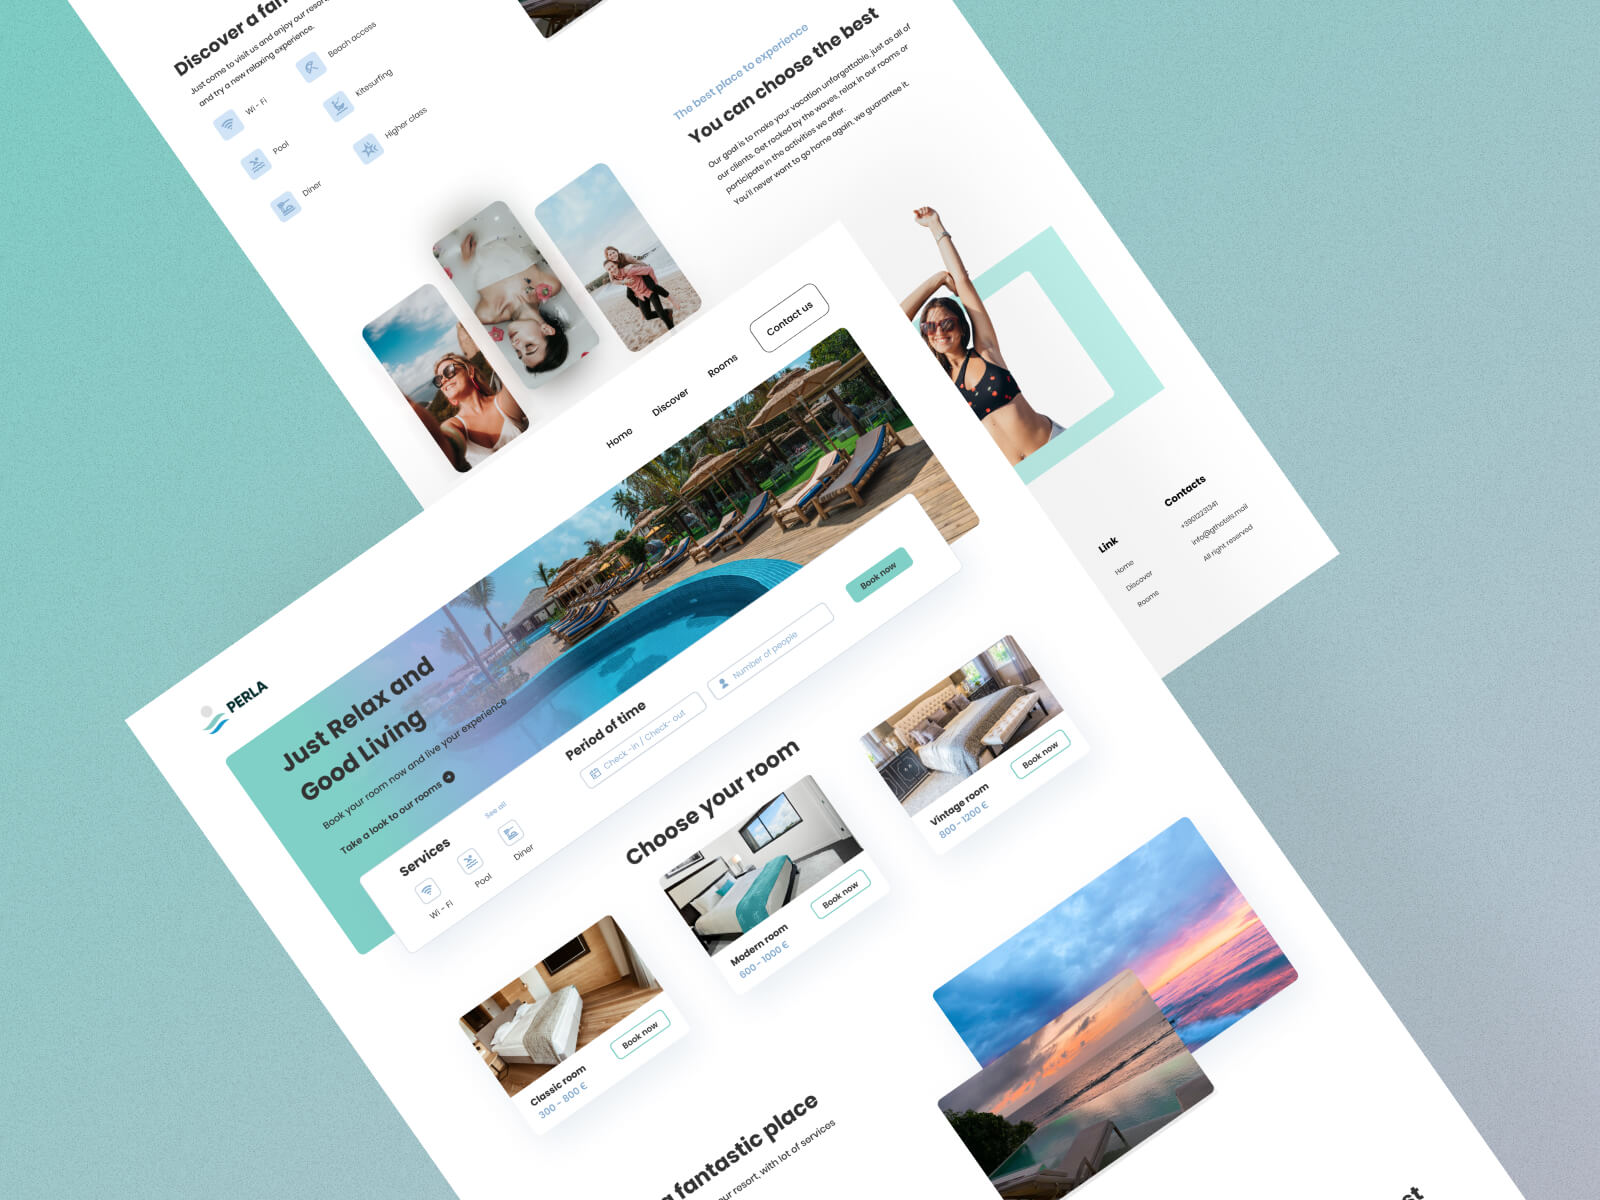 Discover a fan
Just come to visit us and enjoy our resor
and try a new relaxing experience.
Wi - Fi
Beach access
Pool
Kitesurfing
Diner
Higher class
The best place to experience
You can choose the best
Our goal is to make your vacation unforgettable, just as all of
our clients. Get rocked by the waves, relax in our rooms or
participate in the activities we offer.
You'll never want to go home again, we guarantee it.
Link
Home
Discover
Rooms
Contacts
+39012231341
info@gthotels.mail
All right reserved
PERLA
Home
Discover
Rooms
Contact us
Just Relax and
Good Living
Book your room now and live your experience
Take a look to our rooms
Services
See all
Wi - Fi
Pool
Diner
Period of time
Check -in / Check- out
Number of people
Book now
Choose your room
Classic room
300 - 800 €
Book now
Modern room
600 - 1000 €
Book now
Vintage room
800 - 1200 €
Book now
a fantastic place
our resort, with lot of services
st